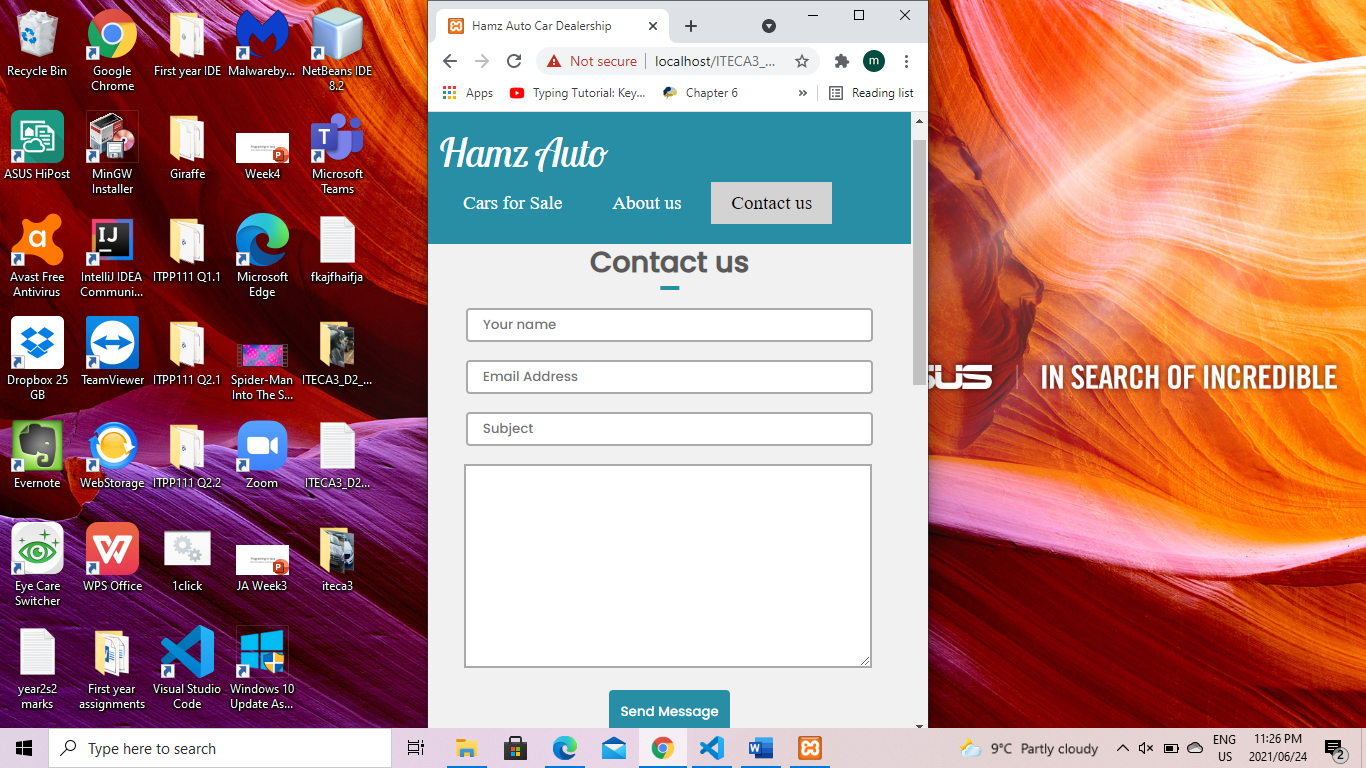 Recycle Bin
Google
Chrome
First year IDE
Malwareby...
NetBeans IDE
8.2
ASUS HiPost
MinGW
Installer
Giraffe
Week4
Microsoft
Teams
Avast Free
Antivirus
IntelliJ IDEA
Communi...
ITPP111 Q1.1
Microsoft
Edge
fkajfhaifja
Dropbox 25
GB
TeamViewer
ITPP111 Q2.1
Spider-Man
Into The S...
ITECA3_D2_...
Evernote
WebStorage
ITPP111 Q2.2
Zoom
ITECA3_D2...
Eye Care
Switcher
WPS Office
1click
JA Week3
iteca3
year2s2
marks
First year
assignments
Visual Studio
Code
Windows 10
Update As...
Hamz Auto Car Dealership
Not secure
localhost/ITECA3_...
m
Apps
Typing Tutorial: Key...
Chapter 6
»
Reading list
Hamz Auto
Cars for Sale
About us
Contact us
Contact us
Your name
Email Address
Subject
Send Message
IN SEARCH OF INCREDIBLE
Type here to search
9°C Partly cloudy
ENG
US
11:26 PM
2021/06/24
2